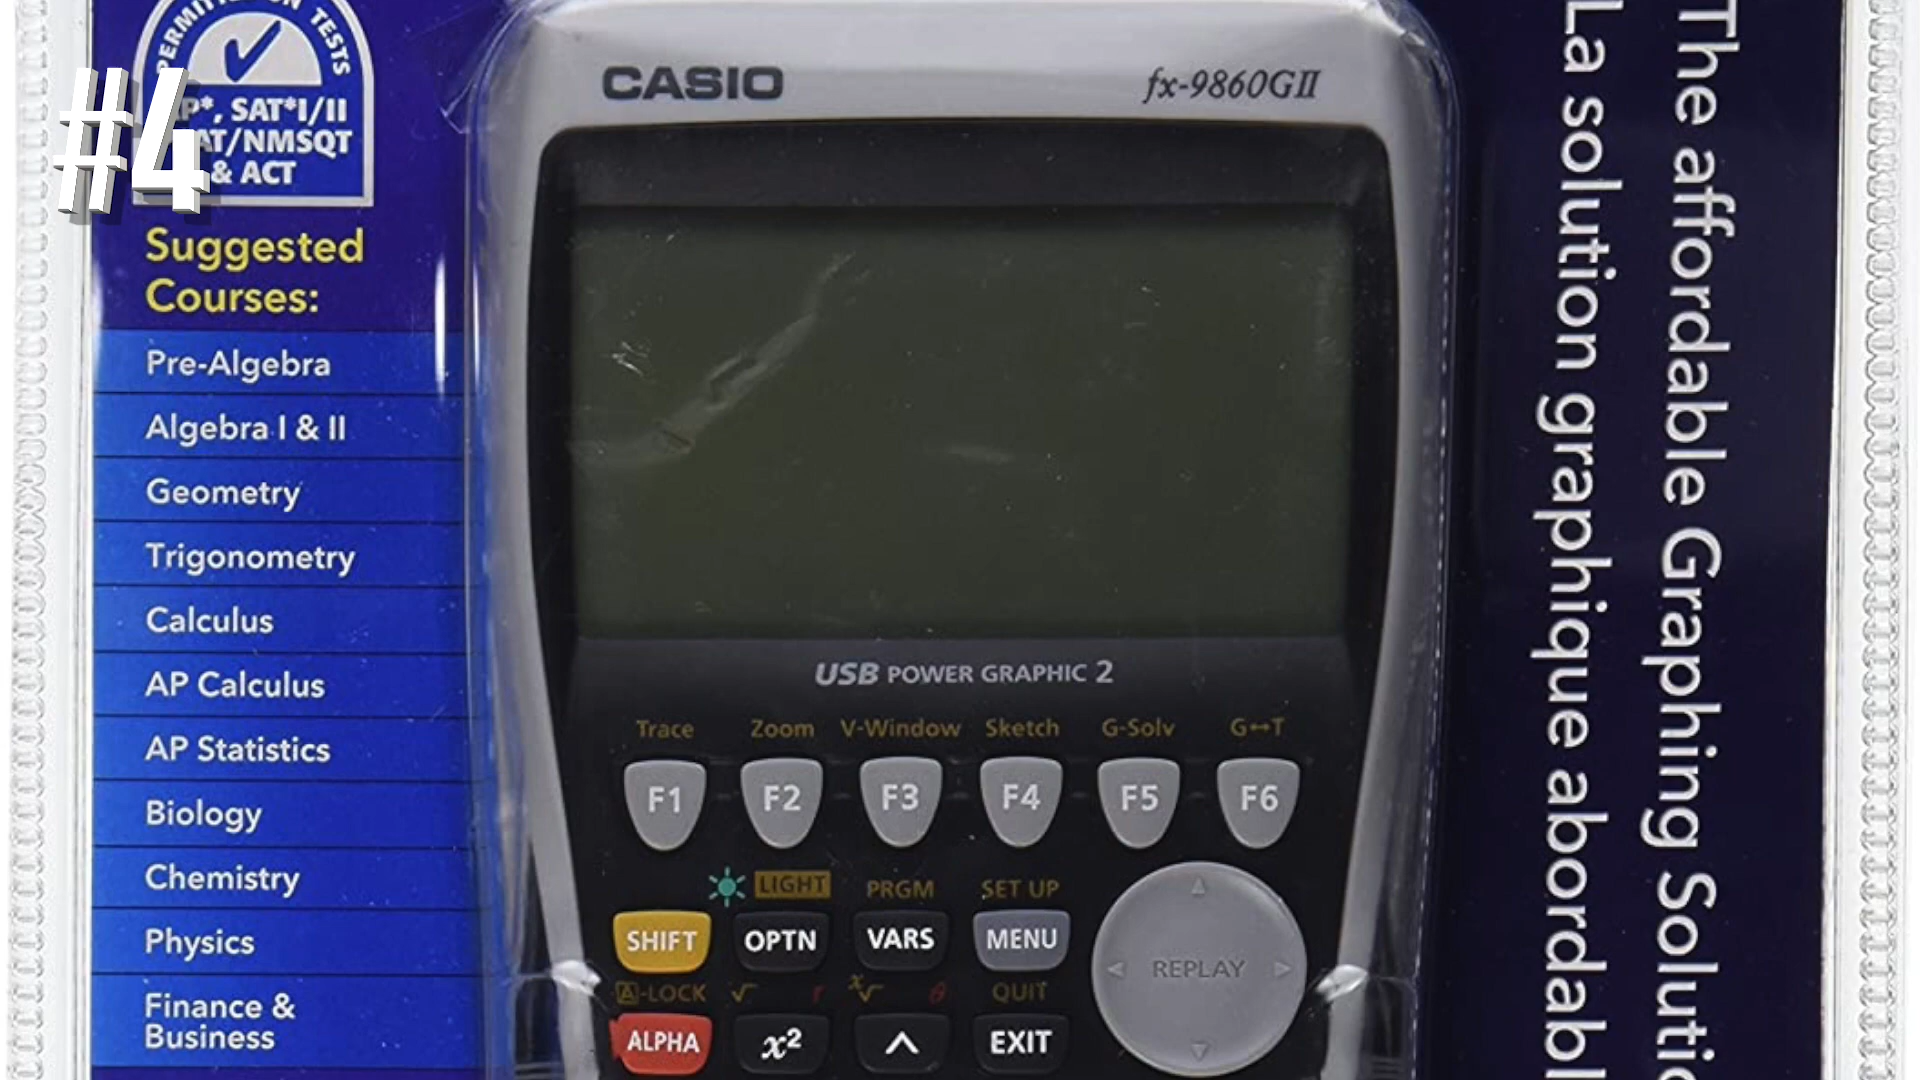 #4
TESTS
P*, SAT*I/II
AT/NMSQT
& ACT
Suggested
Courses:
Pre-Algebra
Algebra I & II
Geometry
Trigonometry
Calculus
AP Calculus
AP Statistics
Biology
Chemistry
Physics
Finance &
Business
CASIO
fx-9860GII
USB POWER GRAPHIC 2
Trace Zoom V-Window Sketch G-Solv G↔T
F1 F2 F3 F4 F5 F6
LIGHT PRGM SET UP
SHIFT OPTN VARS MENU
REPLAY
A-LOCK √ r ˣ√ θ QUIT
ALPHA x² ^ EXIT
The affordable Graphing Soluti
La solution graphique abordabl